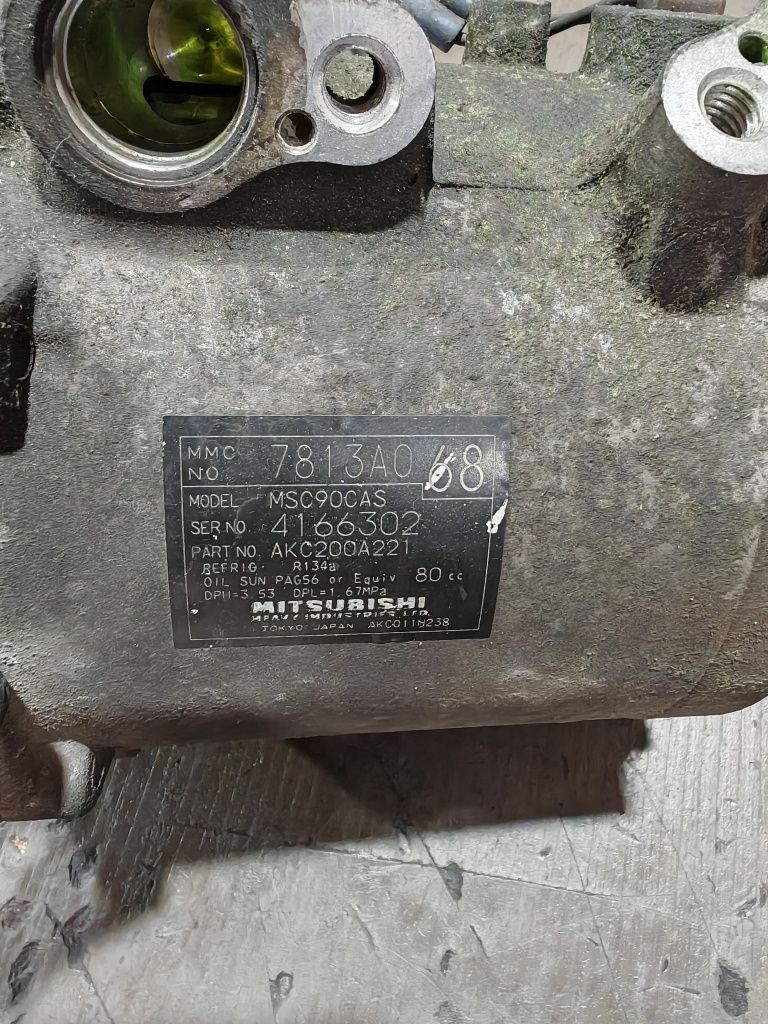 MMC NO. 7813A068
MODEL MSC90CAS
SER NO. 4166302
PART NO. AKC200A221
REFRIG. R134a
OIL SUN PAG56 or Equiv 80 cc
DPH=3.53 DPL=1.67MPa
MITSUBISHI
HEAVY INDUSTRIES, LTD.
TOKYO JAPAN AKC011H238